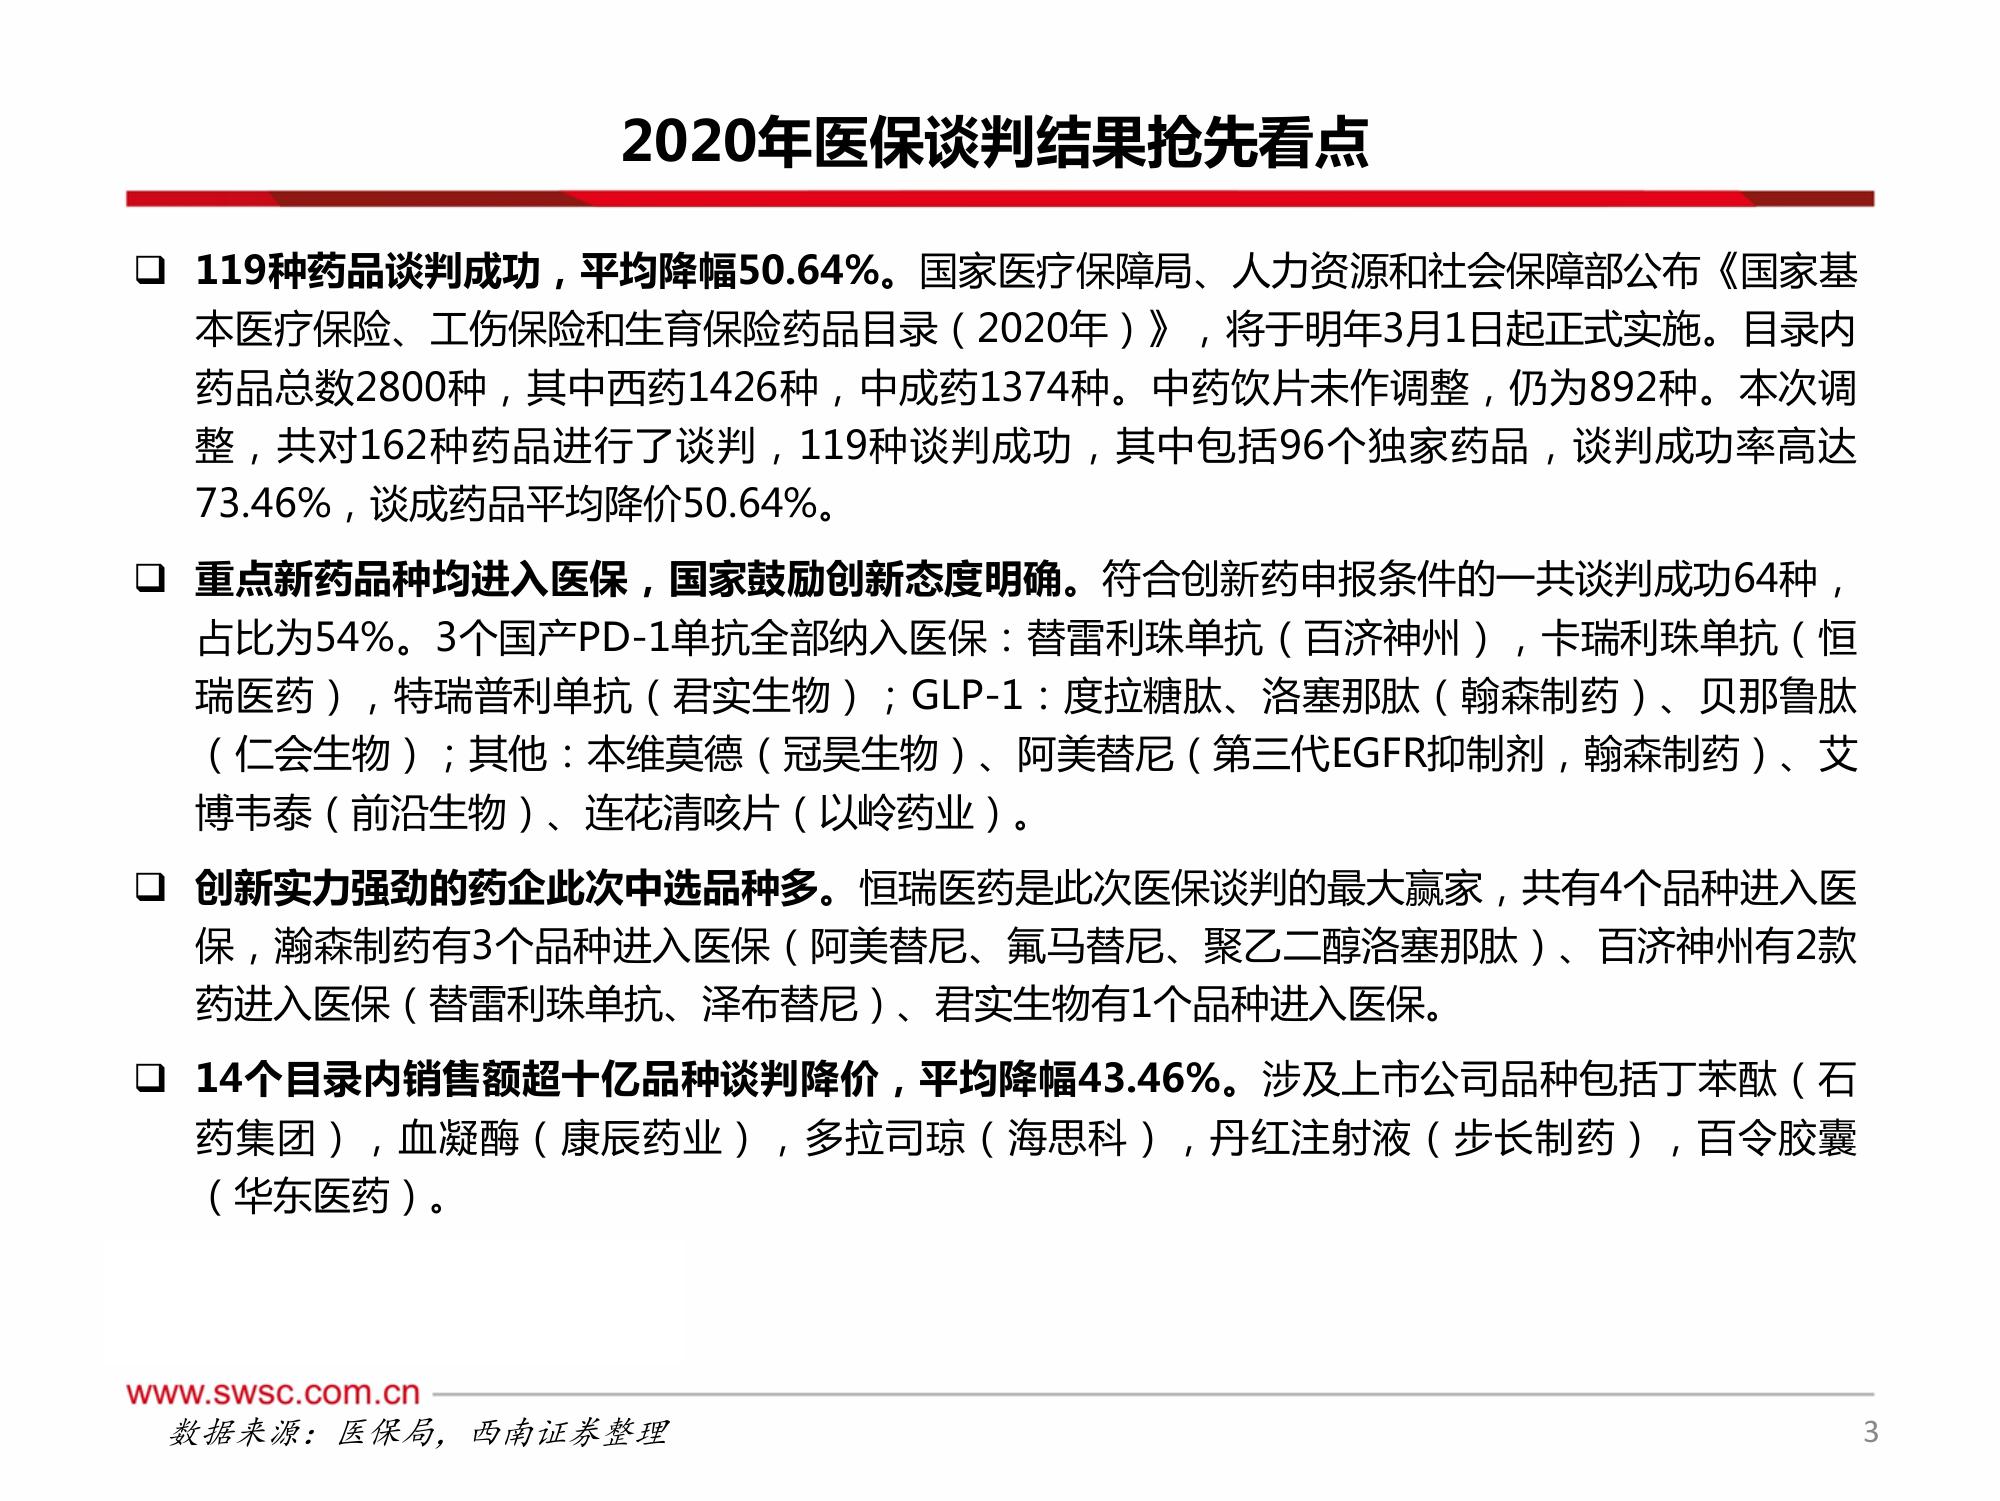 2020年医保谈判结果抢先看点
❑ 119种药品谈判成功，平均降幅50.64%。国家医疗保障局、人力资源和社会保障部公布《国家基
本医疗保险、工伤保险和生育保险药品目录（2020年）》，将于明年3月1日起正式实施。目录内
药品总数2800种，其中西药1426种，中成药1374种。中药饮片未作调整，仍为892种。本次调
整，共对162种药品进行了谈判，119种谈判成功，其中包括96个独家药品，谈判成功率高达
73.46%，谈成药品平均降价50.64%。
❑ 重点新药品种均进入医保，国家鼓励创新态度明确。符合创新药申报条件的一共谈判成功64种，
占比为54%。3个国产PD-1单抗全部纳入医保：替雷利珠单抗（百济神州），卡瑞利珠单抗（恒
瑞医药），特瑞普利单抗（君实生物）；GLP-1：度拉糖肽、洛塞那肽（翰森制药）、贝那鲁肽
（仁会生物）；其他：本维莫德（冠昊生物）、阿美替尼（第三代EGFR抑制剂，翰森制药）、艾
博韦泰（前沿生物）、连花清咳片（以岭药业）。
❑ 创新实力强劲的药企此次中选品种多。恒瑞医药是此次医保谈判的最大赢家，共有4个品种进入医
保，瀚森制药有3个品种进入医保（阿美替尼、氟马替尼、聚乙二醇洛塞那肽）、百济神州有2款
药进入医保（替雷利珠单抗、泽布替尼）、君实生物有1个品种进入医保。
❑ 14个目录内销售额超十亿品种谈判降价，平均降幅43.46%。涉及上市公司品种包括丁苯酞（石
药集团），血凝酶（康辰药业），多拉司琼（海思科），丹红注射液（步长制药），百令胶囊
（华东医药）。
www.swsc.com.cn
数据来源：医保局，西南证券整理
3